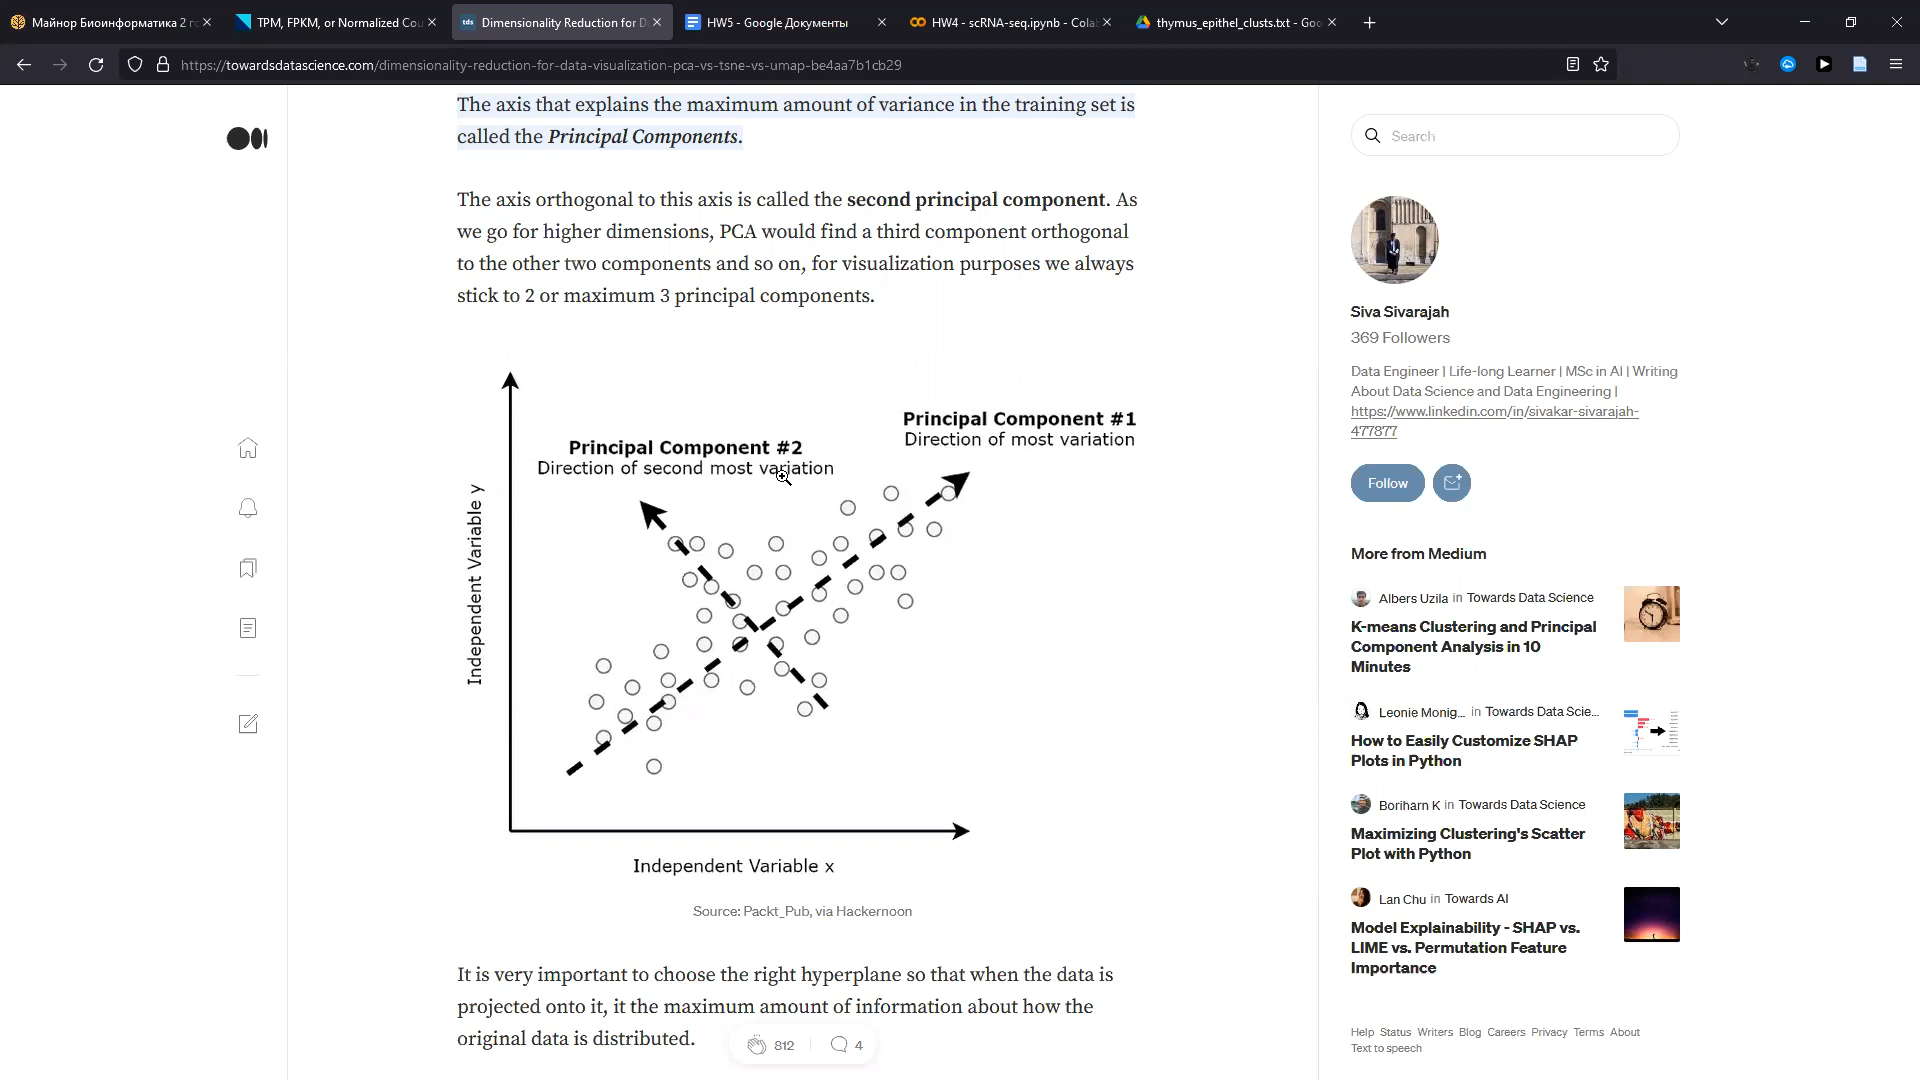 Майнор Биоинформатика 2 г
TPM, FPKM, or Normalized Cou
Dimensionality Reduction for D
HW5 - Google Документы
HW4 - scRNA-seq.ipynb - Colab
thymus_epithel_clusts.txt - Goo
https://towardsdatascience.com/dimensionality-reduction-for-data-visualization-pca-vs-tsne-vs-umap-be4aa7b1cb29
The axis that explains the maximum amount of variance in the training set is
called the Principal Components.
The axis orthogonal to this axis is called the second principal component. As
we go for higher dimensions, PCA would find a third component orthogonal
to the other two components and so on, for visualization purposes we always
stick to 2 or maximum 3 principal components.
Principal Component #1
Direction of most variation
Principal Component #2
Direction of second most variation
Independent Variable y
Independent Variable x
Source: Packt_Pub, via Hackernoon
It is very important to choose the right hyperplane so that when the data is
projected onto it, it the maximum amount of information about how the
original data is distributed.
812
4
Search
Siva Sivarajah
369 Followers
Data Engineer | Life-long Learner | MSc in AI | Writing
About Data Science and Data Engineering |
https://www.linkedin.com/in/sivakar-sivarajah-
477877
Follow
More from Medium
Albers Uzila in Towards Data Science
K-means Clustering and Principal
Component Analysis in 10
Minutes
Leonie Monig... in Towards Data Scie...
How to Easily Customize SHAP
Plots in Python
Boriharn K in Towards Data Science
Maximizing Clustering's Scatter
Plot with Python
Lan Chu in Towards AI
Model Explainability - SHAP vs.
LIME vs. Permutation Feature
Importance
Help Status Writers Blog Careers Privacy Terms About
Text to speech